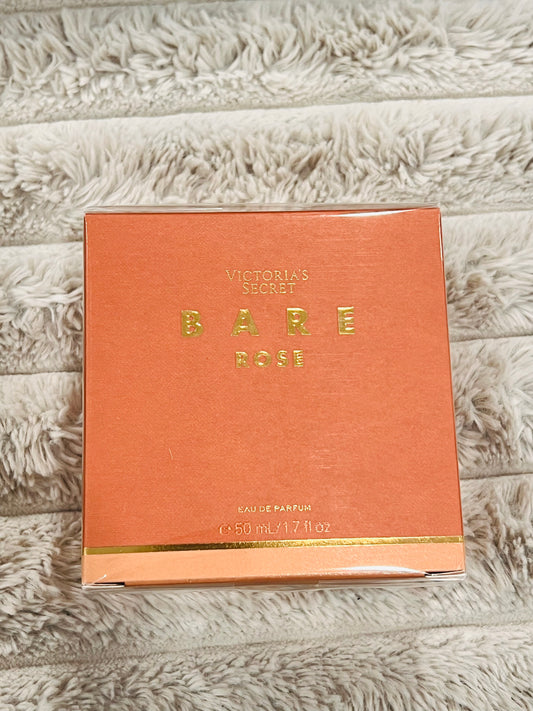 VICTORIA'S
SECRET
BARE
ROSE
EAU DE PARFUM
℮ 50 mL/1.7 fl oz